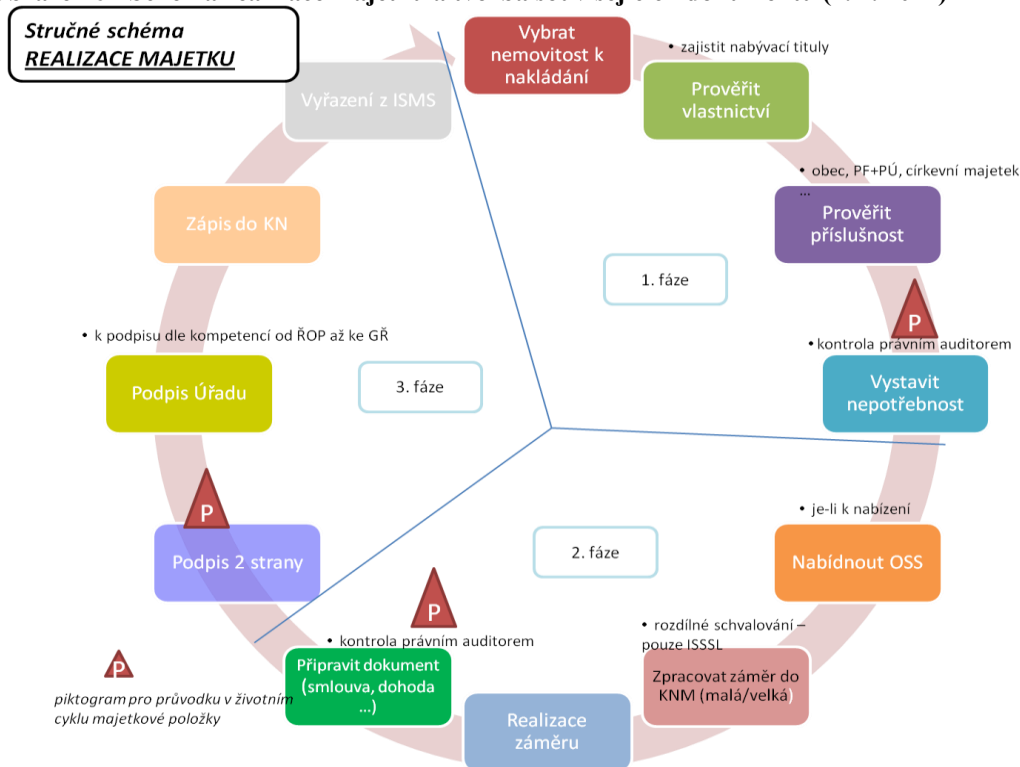 Stručné schéma
REALIZACE MAJETKU
Vybrat
nemovitost k
nakládání
• zajistit nabývací tituly
Prověřit
vlastnictví
• obec, PF+PÚ, církevní majetek
...
Prověřit
příslušnost
P
•kontrola právním auditorem
Vystavit
nepotřebnost
1. fáze
• je-li k nabízení
Nabídnout OSS
• rozdílné schvalování –
pouze ISSSL
Zpracovat záměr do
KNM (malá/velká)
2. fáze
Realizace
záměru
P
• kontrola právním auditorem
Připravit dokument
(smlouva, dohoda
...)
P
Podpis 2 strany
3. fáze
• k podpisu dle kompetencí od ŘOP až ke GŘ
Podpis Úřadu
Zápis do KN
Vyřazení z ISMS
P
piktogram pro průvodku v životním
cyklu majetkové položky